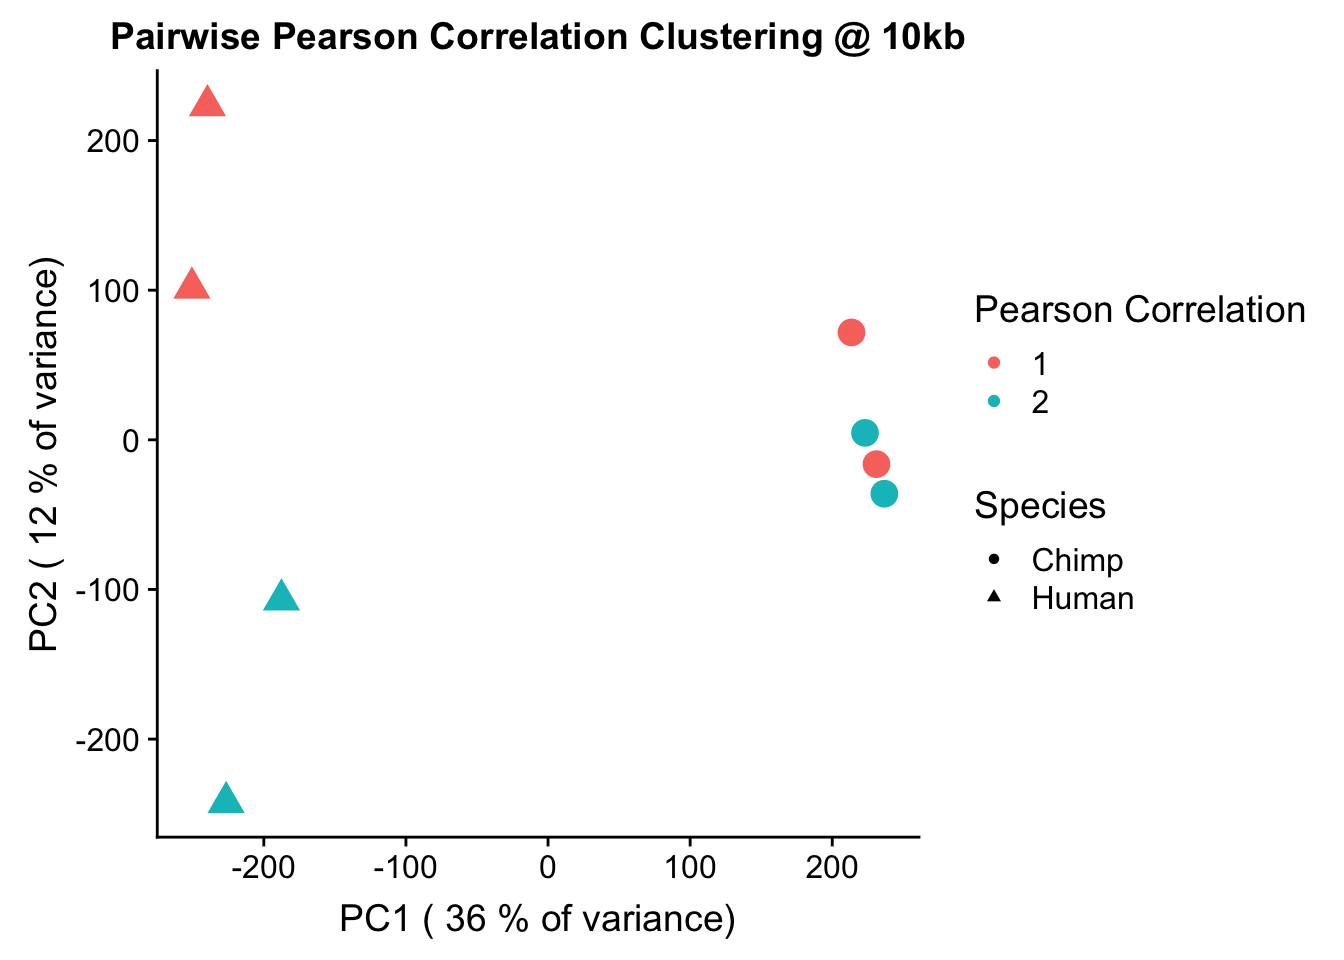 Pairwise Pearson Correlation Clustering @ 10kb
200
100
0
-100
-200
PC2 ( 12 % of variance)
-200
-100
0
100
200
PC1 ( 36 % of variance)
Pearson Correlation
1
2
Species
Chimp
Human